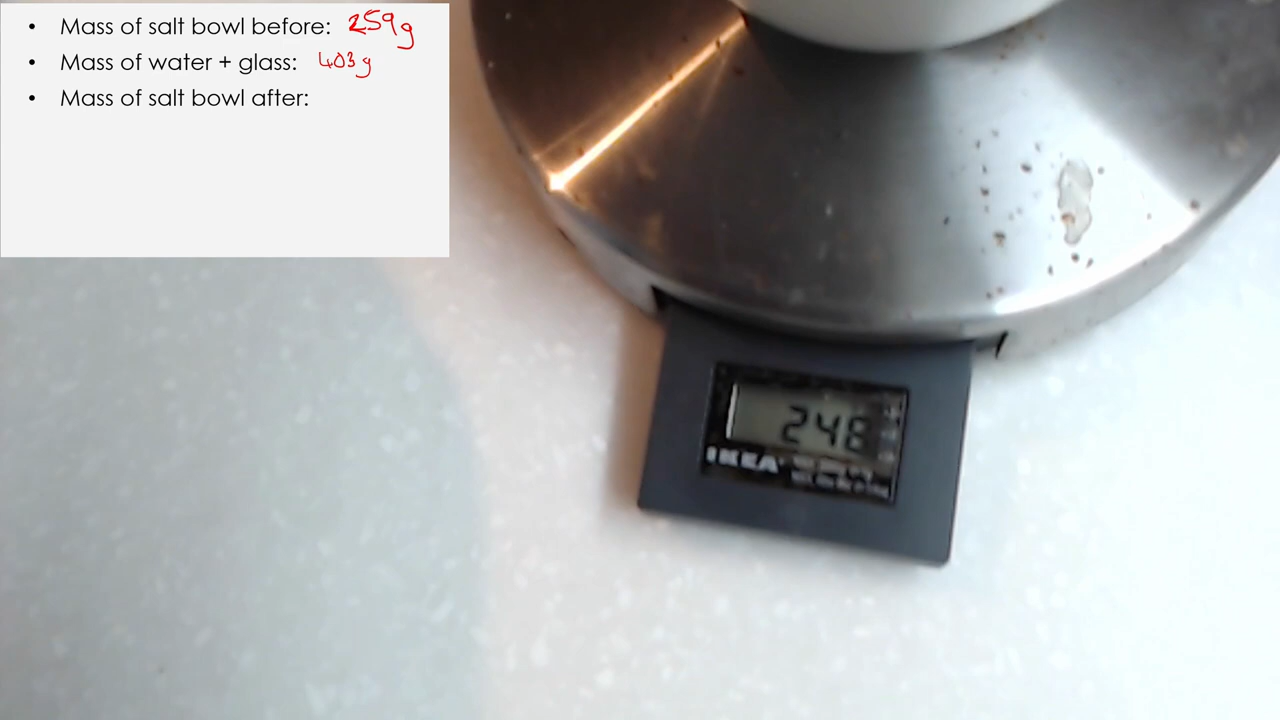 • Mass of salt bowl before: 259g
• Mass of water + glass: 403g
• Mass of salt bowl after:
248
IKEA